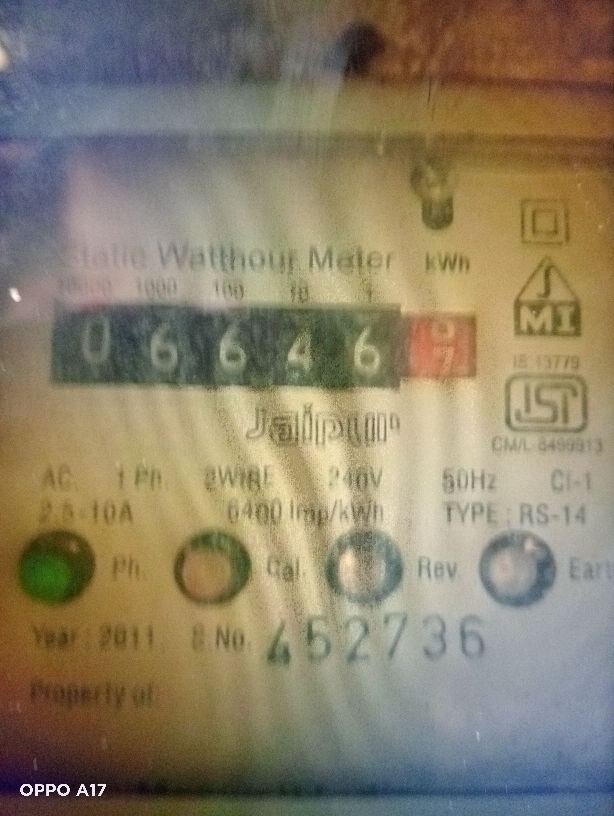 Static Watthour Meter kWh
10000 1000 100 10 1
0 6 6 4 6 7
MI
IS:13779
ISI
Jaipur
CM/L-8499913
AC. 1 Ph. 2WIRE 240V 50Hz Cl-1
2.5-10A 6400 Imp/kWh TYPE : RS-14
Ph. Cal. Rev. Eart
Year : 2011. S.No. 452736
Property of
OPPO A17